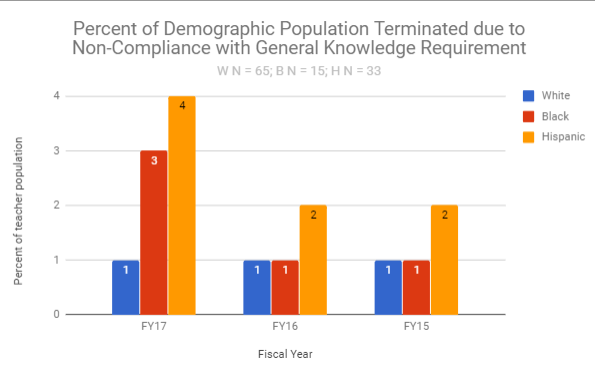 Percent of Demographic Population Terminated due to
Non-Compliance with General Knowledge Requirement
W N = 65; B N = 15; H N = 33
White
Black
Hispanic
Percent of teacher population
4
3
2
1
0
1
3
4
1
1
2
1
1
2
FY17
FY16
FY15
Fiscal Year